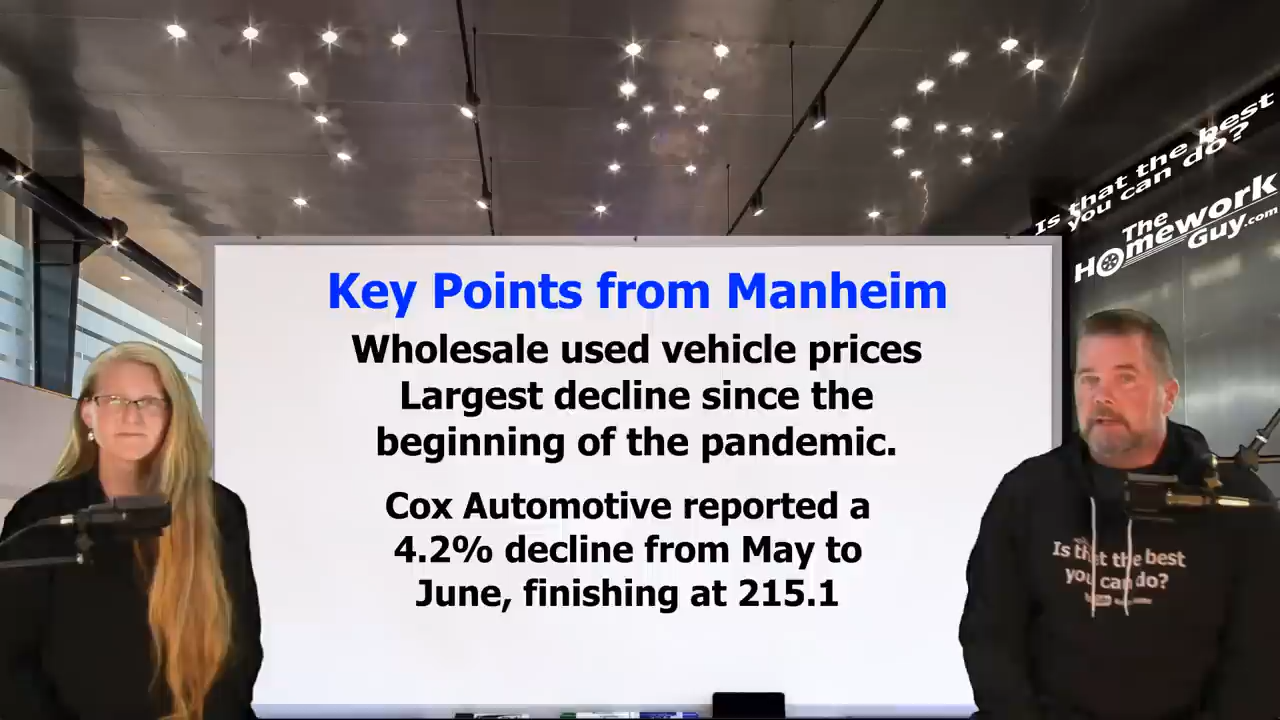 Is that the best
you can do?
The
Homework
Guy.com
Key Points from Manheim
Wholesale used vehicle prices
Largest decline since the
beginning of the pandemic.
Cox Automotive reported a
4.2% decline from May to
June, finishing at 215.1
Is that the best
you can do?